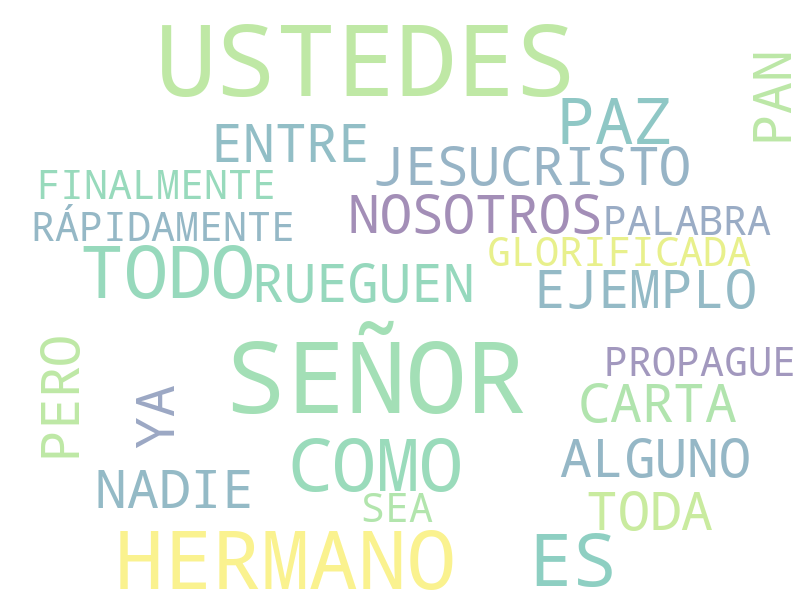 USTEDES
PAN
PAZ
ENTRE
JESUCRISTO
FINALMENTE
NOSOTROS
PALABRA
RÁPIDAMENTE
GLORIFICADA
TODO
RUEGUEN
EJEMPLO
SEÑOR
PERO
PROPAGUE
YA
CARTA
COMO
ALGUNO
NADIE
SEA
TODA
HERMANO
ES